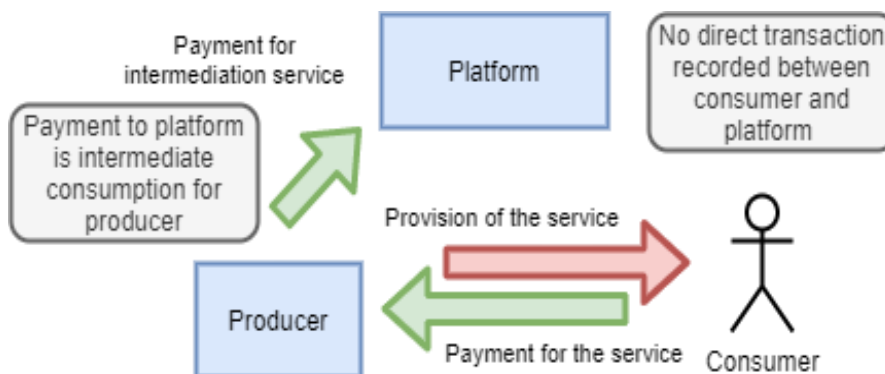 Payment for
intermediation service
Platform
No direct transaction
recorded between
consumer and
platform
Payment to platform
is intermediate
consumption for
producer
Provision of the service
Producer
Payment for the service
Consumer